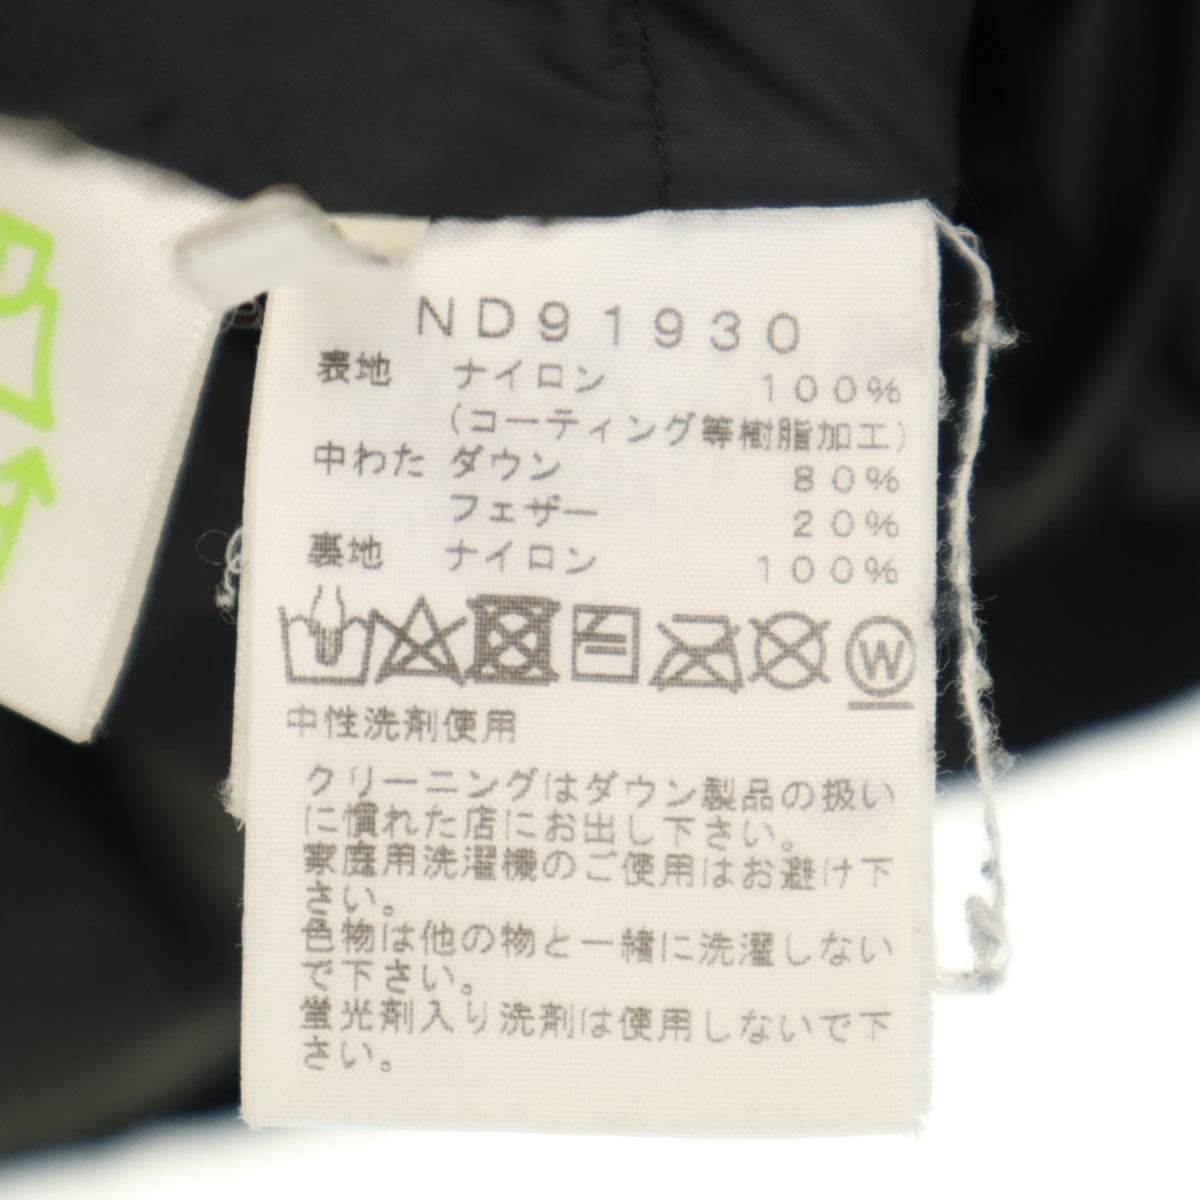 ND91930
表地 ナイロン 100%
(コーティング等樹脂加工)
中わた ダウン 80%
フェザー 20%
裏地 ナイロン 100%
W
中性洗剤使用
クリーニングはダウン製品の扱い
に慣れた店にお出し下さい。
家庭用洗濯機のご使用はお避け下
さい。
色物は他の物と一緒に洗濯しない
で下さい。
蛍光剤入り洗剤は使用しないで下
さい。